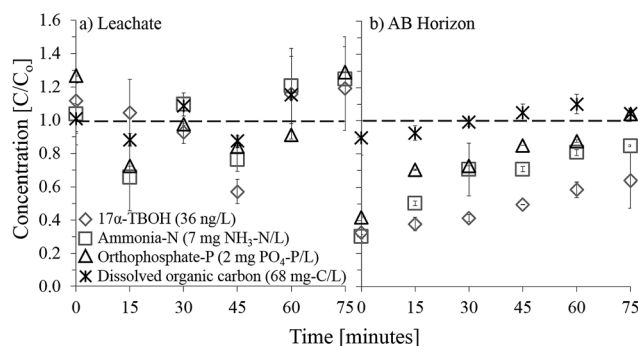 a) Leachate
b) AB Horizon
Concentration [C/Co]
1.6
1.4
1.2
1.0
0.8
0.6
0.4
0.2
0.0
17α-TBOH (36 ng/L)
Ammonia-N (7 mg NH₃-N/L)
Orthophosphate-P (2 mg PO₄-P/L)
Dissolved organic carbon (68 mg-C/L)
0 15 30 45 60 75 0 15 30 45 60 75
Time [minutes]